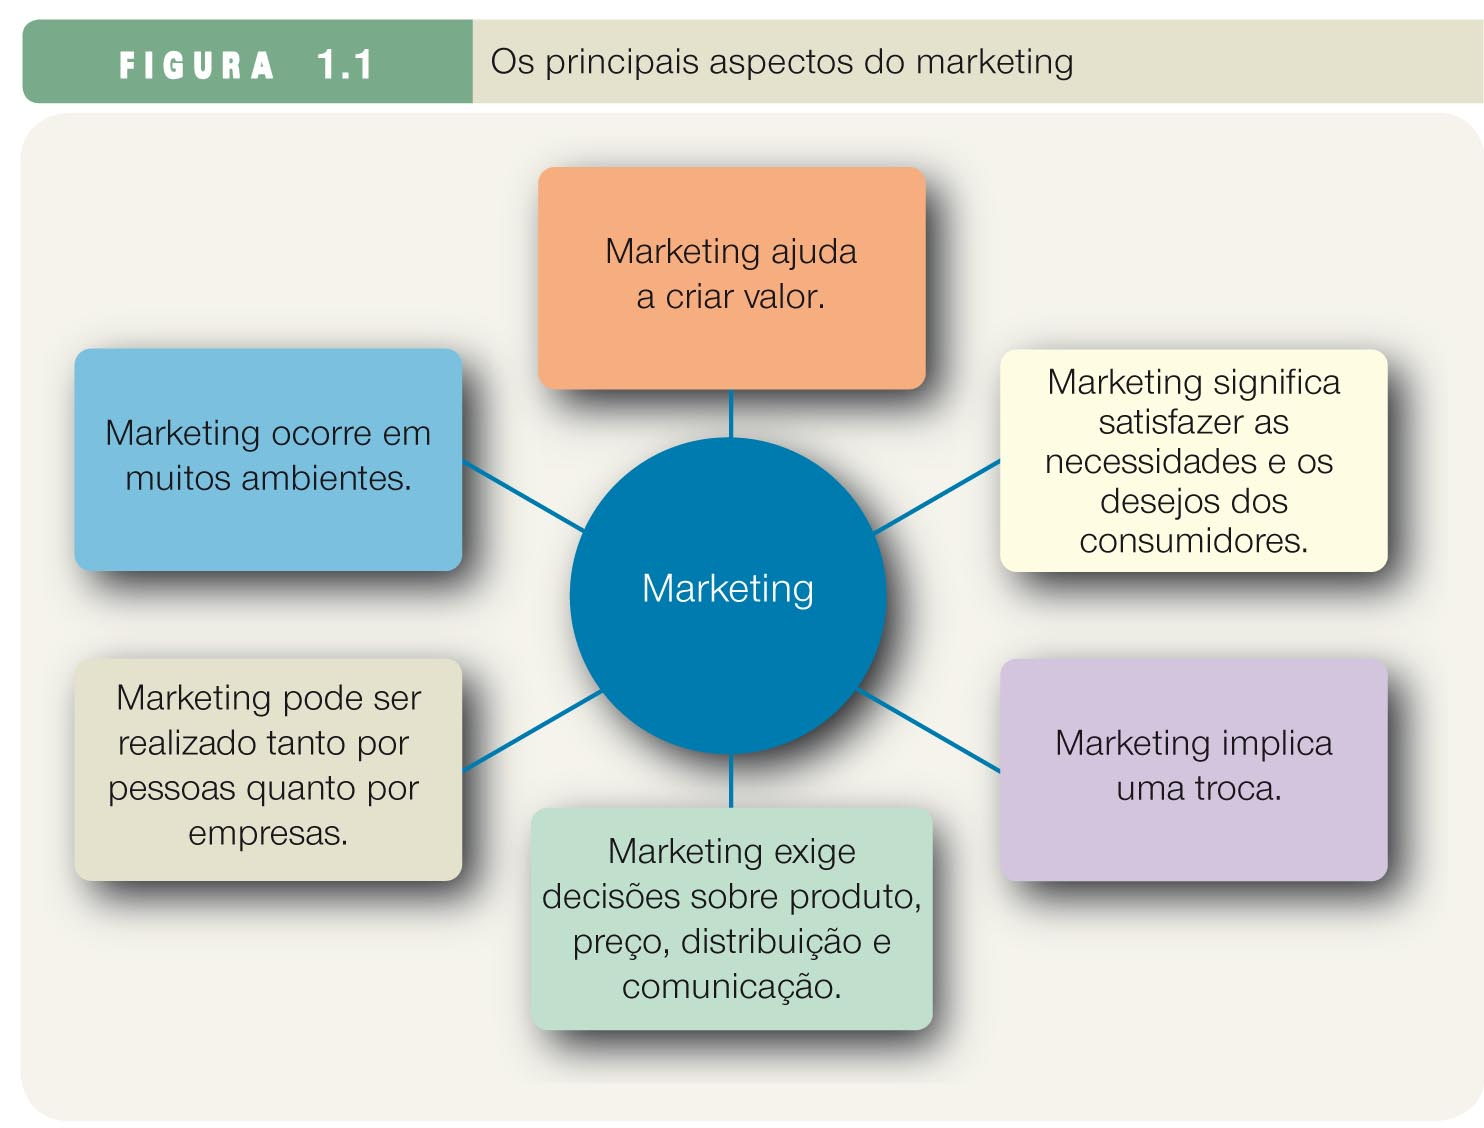 FIGURA 1.1
Os principais aspectos do marketing
Marketing ajuda
a criar valor.
Marketing ocorre em
muitos ambientes.
Marketing significa
satisfazer as
necessidades e os
desejos dos
consumidores.
Marketing
Marketing pode ser
realizado tanto por
pessoas quanto por
empresas.
Marketing implica
uma troca.
Marketing exige
decisões sobre produto,
preço, distribuição e
comunicação.